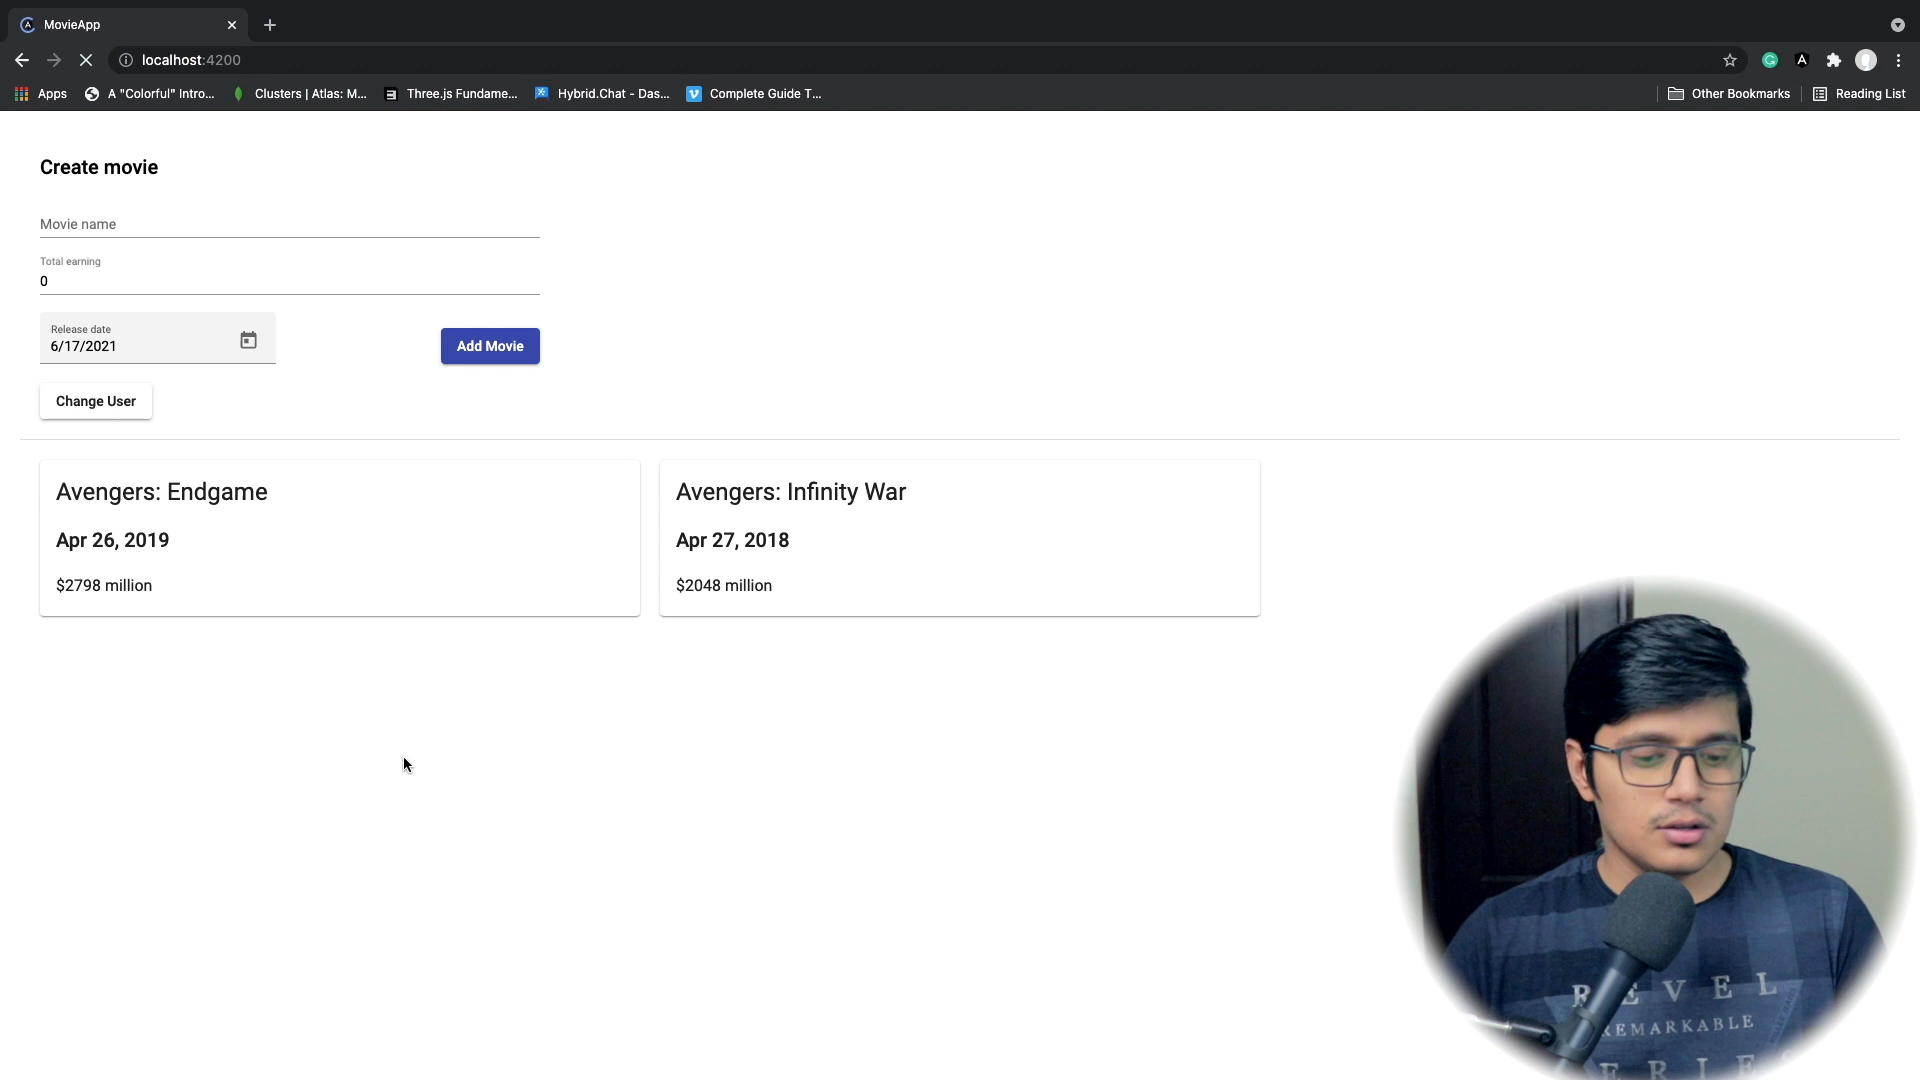 MovieApp
localhost:4200
Apps
A "Colorful" Intro...
Clusters | Atlas: M...
Three.js Fundame...
Hybrid.Chat - Das...
Complete Guide T...
Other Bookmarks
Reading List
Create movie
Movie name
Total earning
0
Release date
6/17/2021
Add Movie
Change User
Avengers: Endgame
Apr 26, 2019
$2798 million
Avengers: Infinity War
Apr 27, 2018
$2048 million
REVEL
REMARKABLE